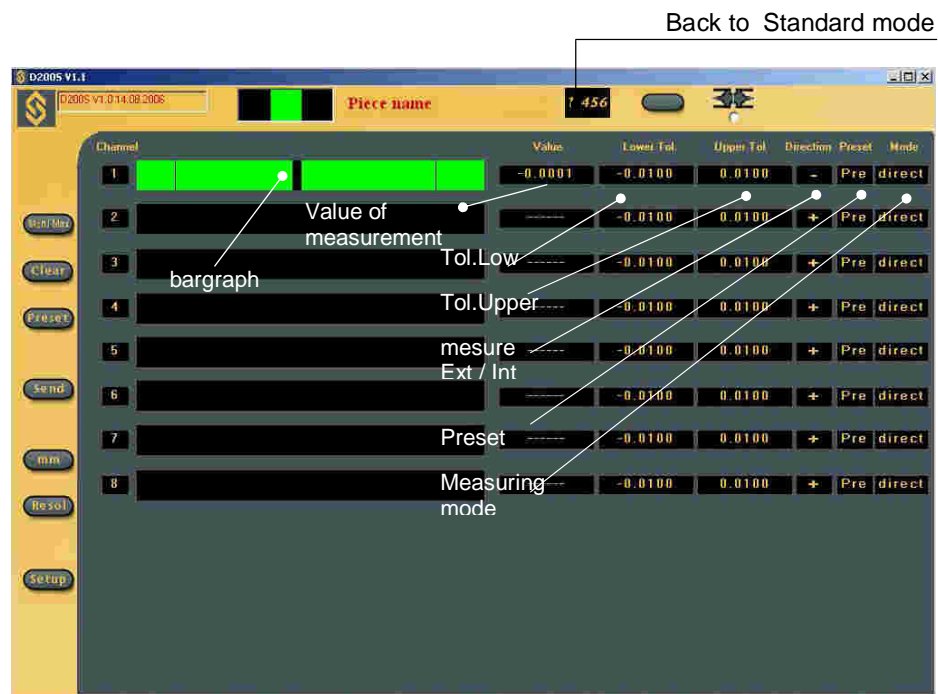 Back to Standard mode
D200S V1.1
D200S V1.0 14.08.2006
Piece name
1 456
Channel Value Lower Tol. Upper Tol. Direction Preset Mode
1 -0.0001 -0.0100 0.0100 - Pre direct
Min/Max 2 Value of ------ -0.0100 0.0100 + Pre direct
measurement
Clear 3 bargraph Tol.Low ------ -0.0100 0.0100 + Pre direct
Preset 4 Tol.Upper -0.0100 0.0100 + Pre direct
5 mesure ------ -0.0100 0.0100 + Pre direct
Ext / Int
Send 6 ------ -0.0100 0.0100 + Pre direct
7 Preset ------ -0.0100 0.0100 + Pre direct
mm
8 Measuring ------ -0.0100 0.0100 + Pre direct
Resol mode
Setup